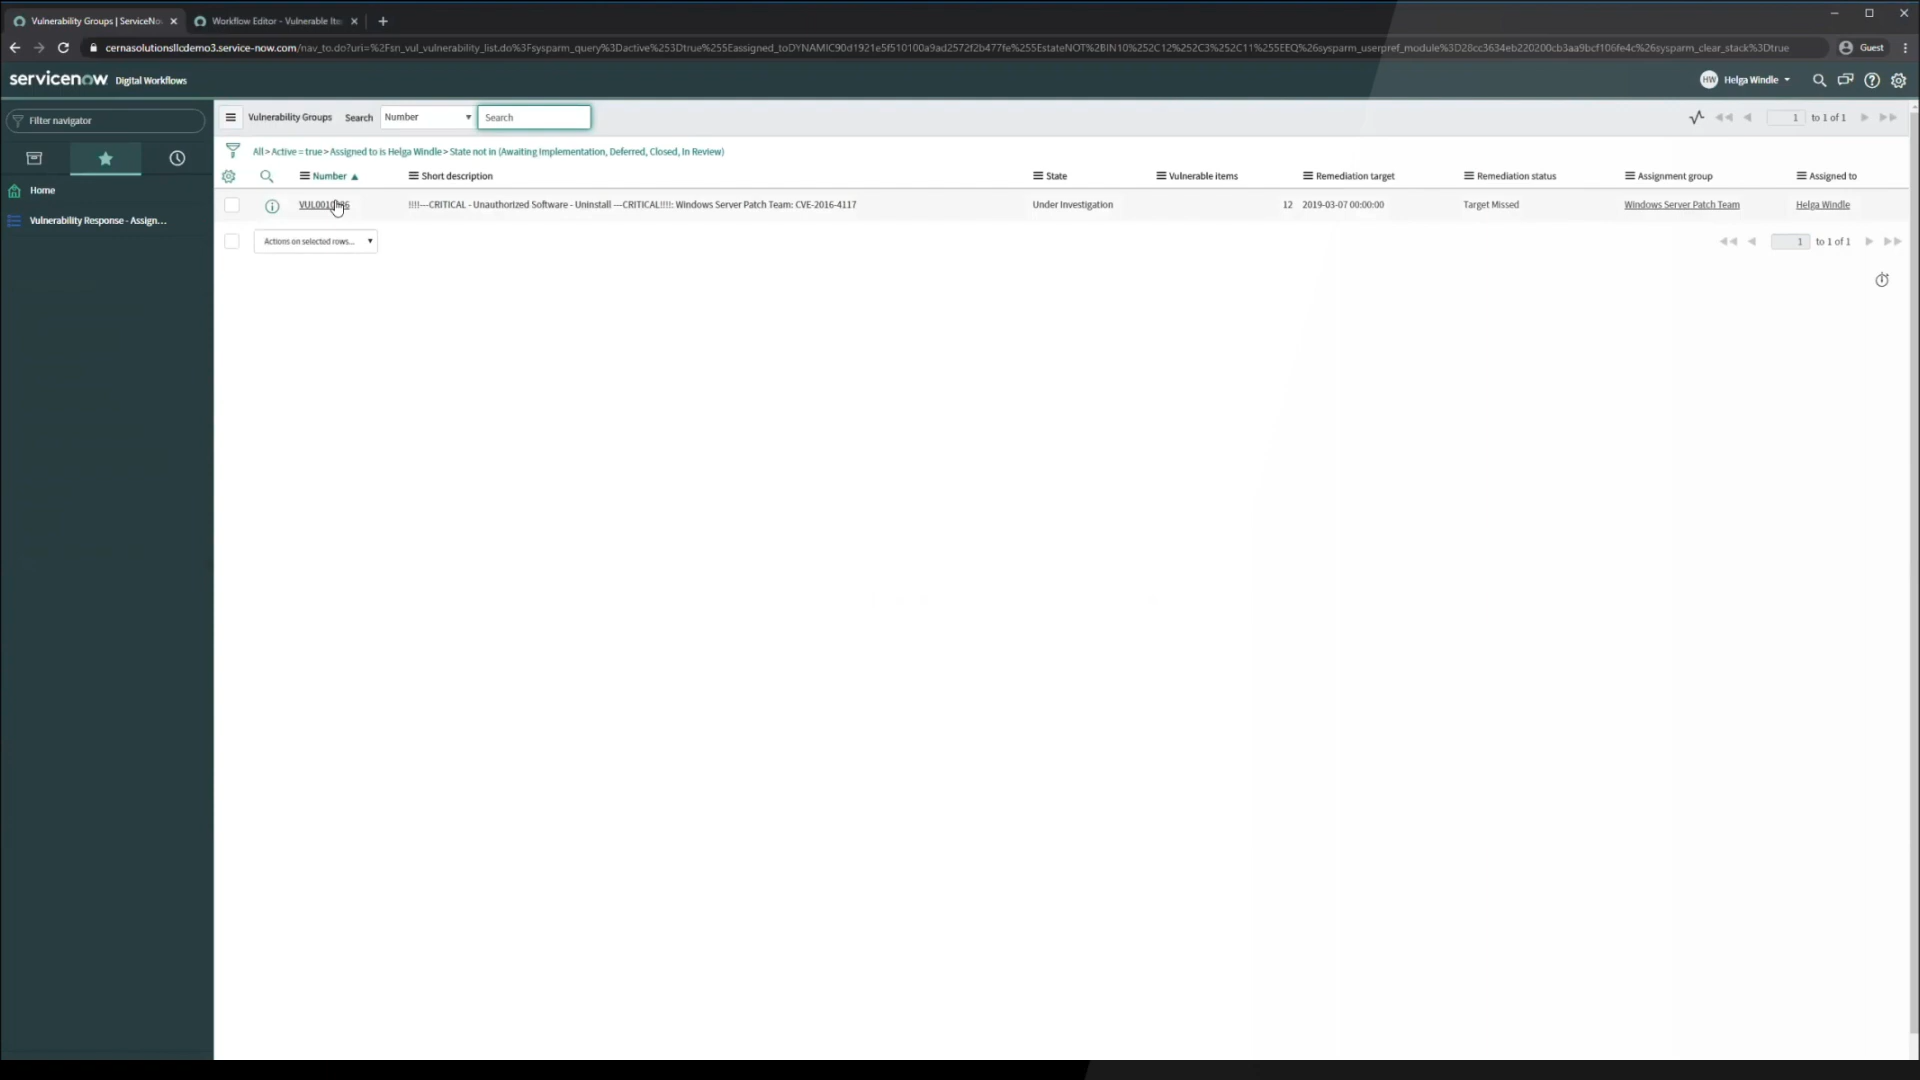 Vulnerability Groups | ServiceNo
Workflow Editor - Vulnerable Ite
cernasolutionsllcdemo3.service-now.com/nav_to.do?uri=%2Fsn_vul_vulnerability_list.do%3Fsysparm_query%3Dactive%253Dtrue%255Eassigned_toDYNAMIC90d1921e5f510100a9ad2572f2b477fe%255EstateNOT%2BIN10%252C12%252C3%252C11%255EEQ%26sysparm_userpref_module%3D28cc3634eb220200cb3aa9bcf106fe4c%26sysparm_clear_stack%3Dtrue
Guest
servicenow Digital Workflows
HW Helga Windle
Filter navigator
Home
Vulnerability Response - Assign...
Vulnerability Groups Search Number Search
1 to 1 of 1
All > Active = true > Assigned to is Helga Windle > State not in (Awaiting Implementation, Deferred, Closed, In Review)
Number Short description State Vulnerable items Remediation target Remediation status Assignment group Assigned to
!!!!---CRITICAL - Unauthorized Software - Uninstall ---CRITICAL!!!!: Windows Server Patch Team: CVE-2016-4117 Under Investigation 12 2019-03-07 00:00:00 Target Missed Windows Server Patch Team Helga Windle
Actions on selected rows...
1 to 1 of 1